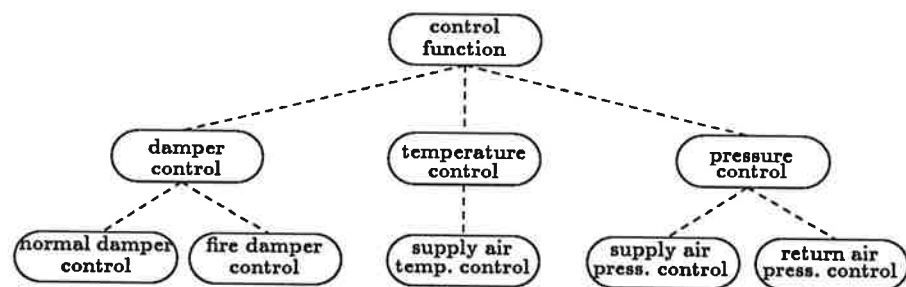 control
function
damper
control
temperature
control
pressure
control
normal damper
control
fire damper
control
supply air
temp. control
supply air
press. control
return air
press. control